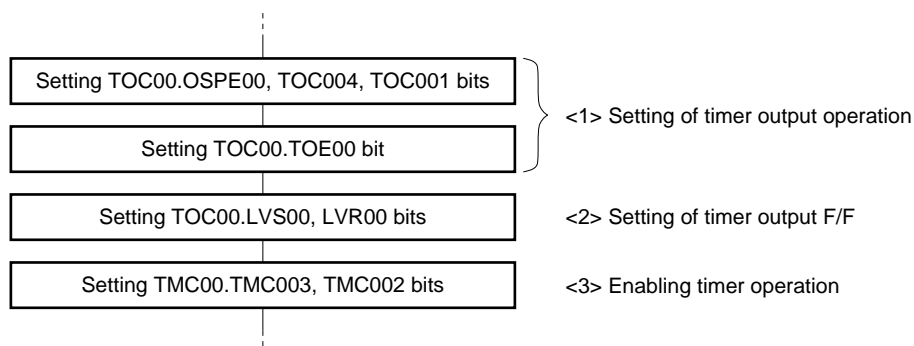 Setting TOC00.OSPE00, TOC004, TOC001 bits
<1> Setting of timer output operation
Setting TOC00.TOE00 bit
Setting TOC00.LVS00, LVR00 bits
<2> Setting of timer output F/F
Setting TMC00.TMC003, TMC002 bits
<3> Enabling timer operation